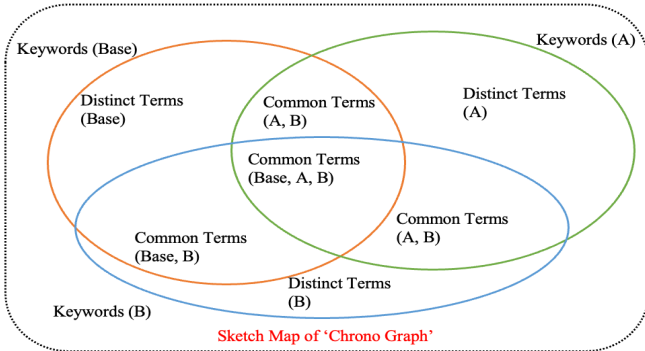 Keywords (Base)
Keywords (A)
Distinct Terms
(Base)
Common Terms
(A, B)
Distinct Terms
(A)
Common Terms
(Base, A, B)
Common Terms
(A, B)
Common Terms
(Base, B)
Distinct Terms
(B)
Keywords (B)
Sketch Map of ‘Chrono Graph’